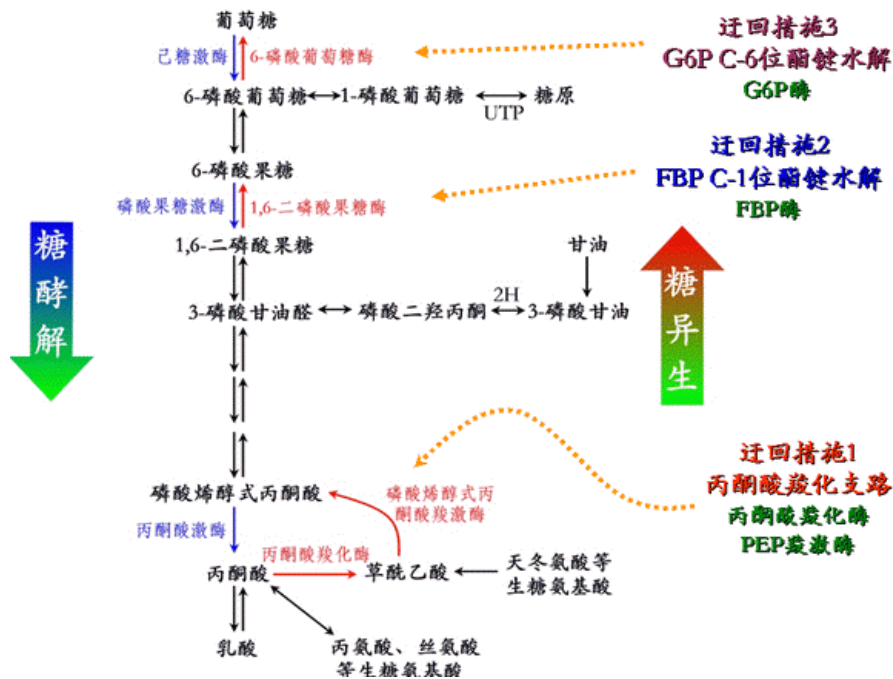 葡萄糖
己糖激酶
6-磷酸葡萄糖酶
6-磷酸葡萄糖
1-磷酸葡萄糖
UTP
糖原
6-磷酸果糖
磷酸果糖激酶
1,6-二磷酸果糖酶
1,6-二磷酸果糖
甘油
3-磷酸甘油醛
磷酸二羟丙酮
2H
3-磷酸甘油
磷酸烯醇式丙酮酸
磷酸烯醇式丙
酮酸羧激酶
丙酮酸激酶
丙酮酸羧化酶
丙酮酸
草酰乙酸
天冬氨酸等
生糖氨基酸
乳酸
丙氨酸、丝氨酸
等生糖氨基酸
糖酵解
糖异生
迂回措施3
G6P C-6位酯键水解
G6P酶
迂回措施2
FBP C-1位酯键水解
FBP酶
迂回措施1
丙酮酸羧化支路
丙酮酸羧化酶
PEP羧激酶